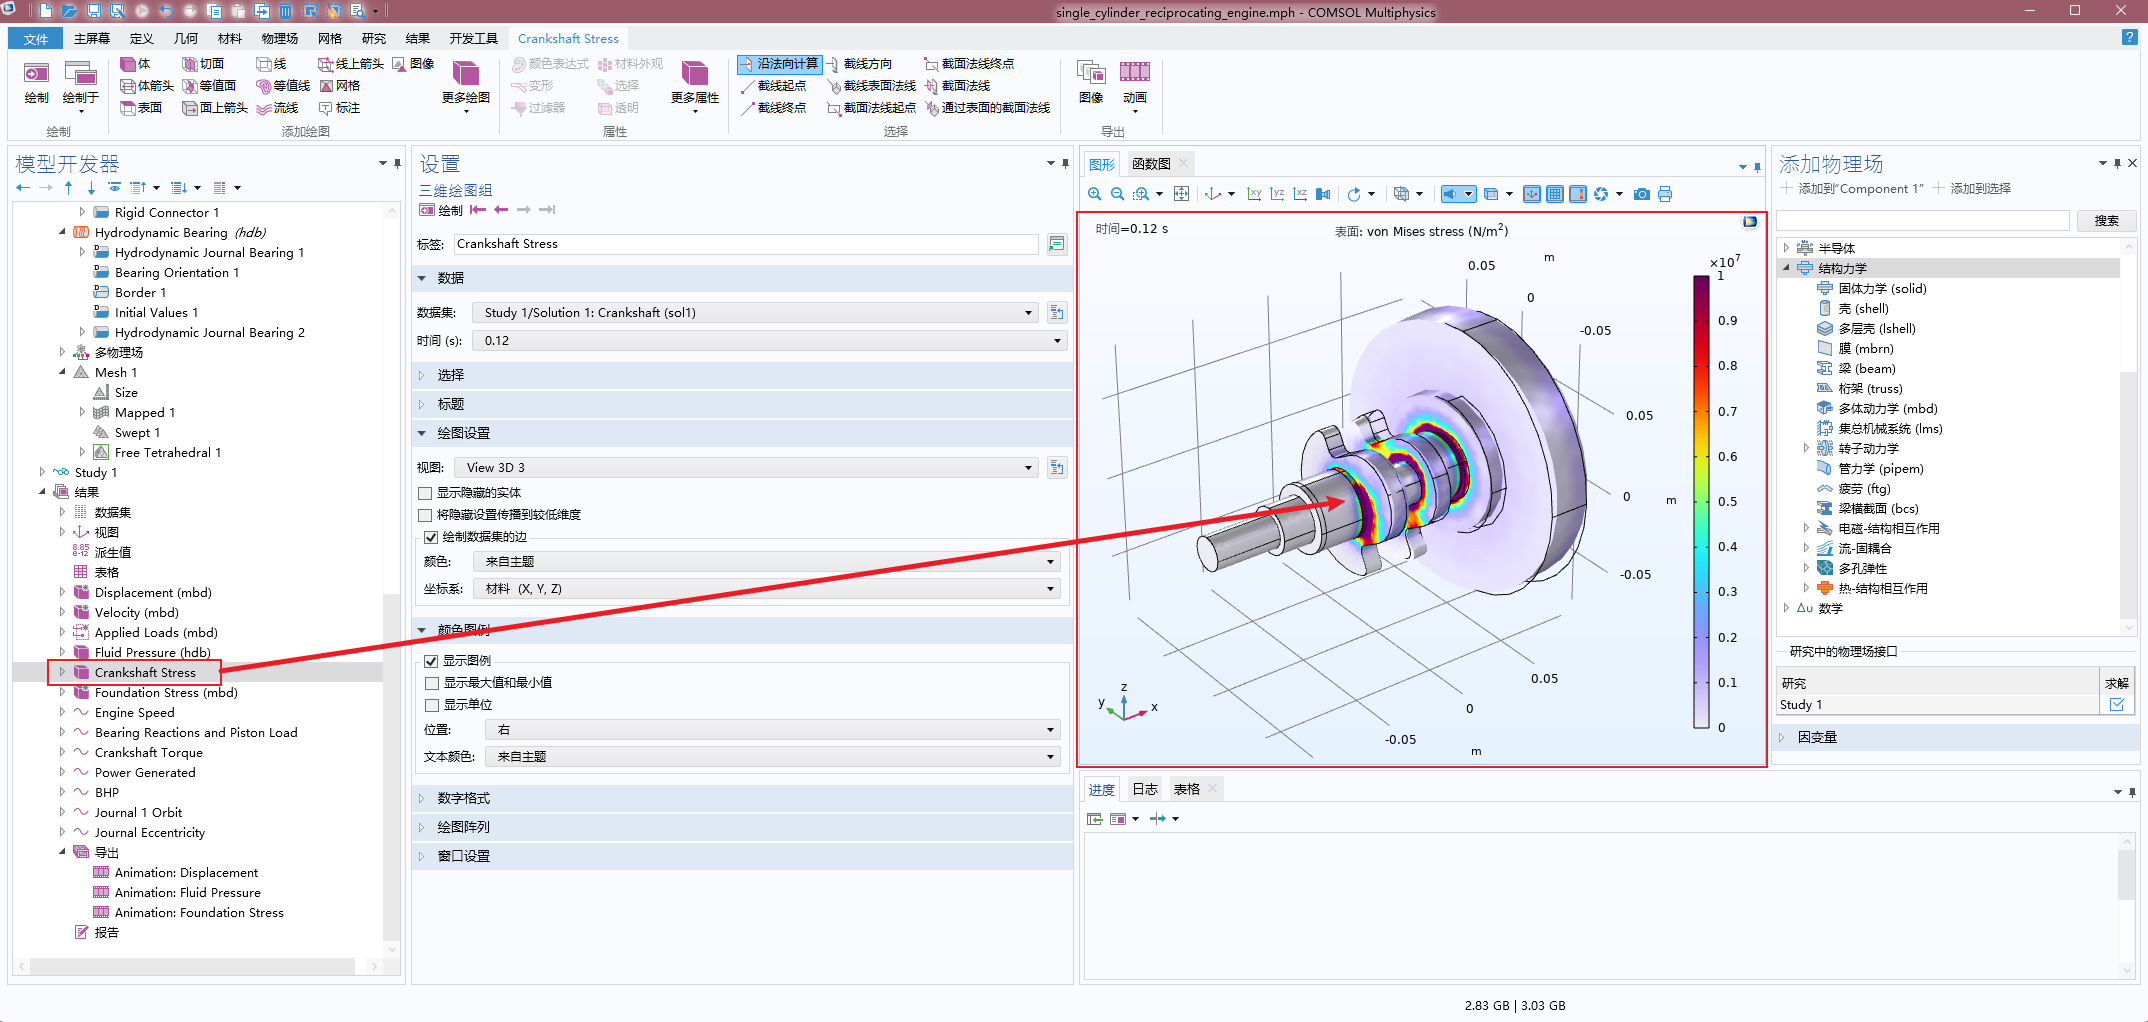 single_cylinder_reciprocating_engine.mph - COMSOL Multiphysics
文件 主屏幕 定义 几何 材料 物理场 网格 研究 结果 开发工具 Crankshaft Stress
绘制
绘制于
绘制
体 切面 线 线上箭头 图像
体箭头 等值面 等值线 网格
表面 面上箭头 流线 标注
更多绘图
添加绘图
颜色表达式 材料外观
变形 选择
过滤器 透明
更多属性
属性
沿法向计算 截线方向 截面法线终点
截线起点 截线表面法线 截面法线
截线终点 截面法线起点 通过表面的截面法线
选择
图像 动画
导出
模型开发器
Rigid Connector 1
Hydrodynamic Bearing (hdb)
Hydrodynamic Journal Bearing 1
Bearing Orientation 1
Border 1
Initial Values 1
Hydrodynamic Journal Bearing 2
多物理场
Mesh 1
Size
Mapped 1
Swept 1
Free Tetrahedral 1
Study 1
结果
数据集
视图
8.85
e-12
派生值
表格
Displacement (mbd)
Velocity (mbd)
Applied Loads (mbd)
Fluid Pressure (hdb)
Crankshaft Stress
Foundation Stress (mbd)
Engine Speed
Bearing Reactions and Piston Load
Crankshaft Torque
Power Generated
BHP
Journal 1 Orbit
Journal Eccentricity
导出
Animation: Displacement
Animation: Fluid Pressure
Animation: Foundation Stress
报告
设置
三维绘图组
绘制
标签: Crankshaft Stress
数据
数据集: Study 1/Solution 1: Crankshaft (sol1)
时间 (s): 0.12
选择
标题
绘图设置
视图: View 3D 3
显示隐藏的实体
将隐藏设置传播到较低维度
绘制数据集的边
颜色: 来自主题
坐标系: 材料 (X, Y, Z)
颜色图例
显示图例
显示最大值和最小值
显示单位
位置: 右
文本颜色: 来自主题
数字格式
绘图阵列
窗口设置
图形 函数图
xy yz xz
时间=0.12 s
表面: von Mises stress (N/m²)
m
0.05
0
-0.05
0.05
0
m
-0.05
0.05
0
-0.05
m
z
y
x
×10⁷
1
0.9
0.8
0.7
0.6
0.5
0.4
0.3
0.2
0.1
0
进度 日志 表格
添加物理场
添加到"Component 1" 添加到选择
搜索
半导体
结构力学
固体力学 (solid)
壳 (shell)
多层壳 (lshell)
膜 (mbrn)
梁 (beam)
桁架 (truss)
多体动力学 (mbd)
集总机械系统 (lms)
转子动力学
管力学 (pipem)
疲劳 (ftg)
梁横截面 (bcs)
电磁-结构相互作用
流-固耦合
多孔弹性
热-结构相互作用
Δu 数学
研究中的物理场接口
研究 求解
Study 1
因变量
2.83 GB | 3.03 GB